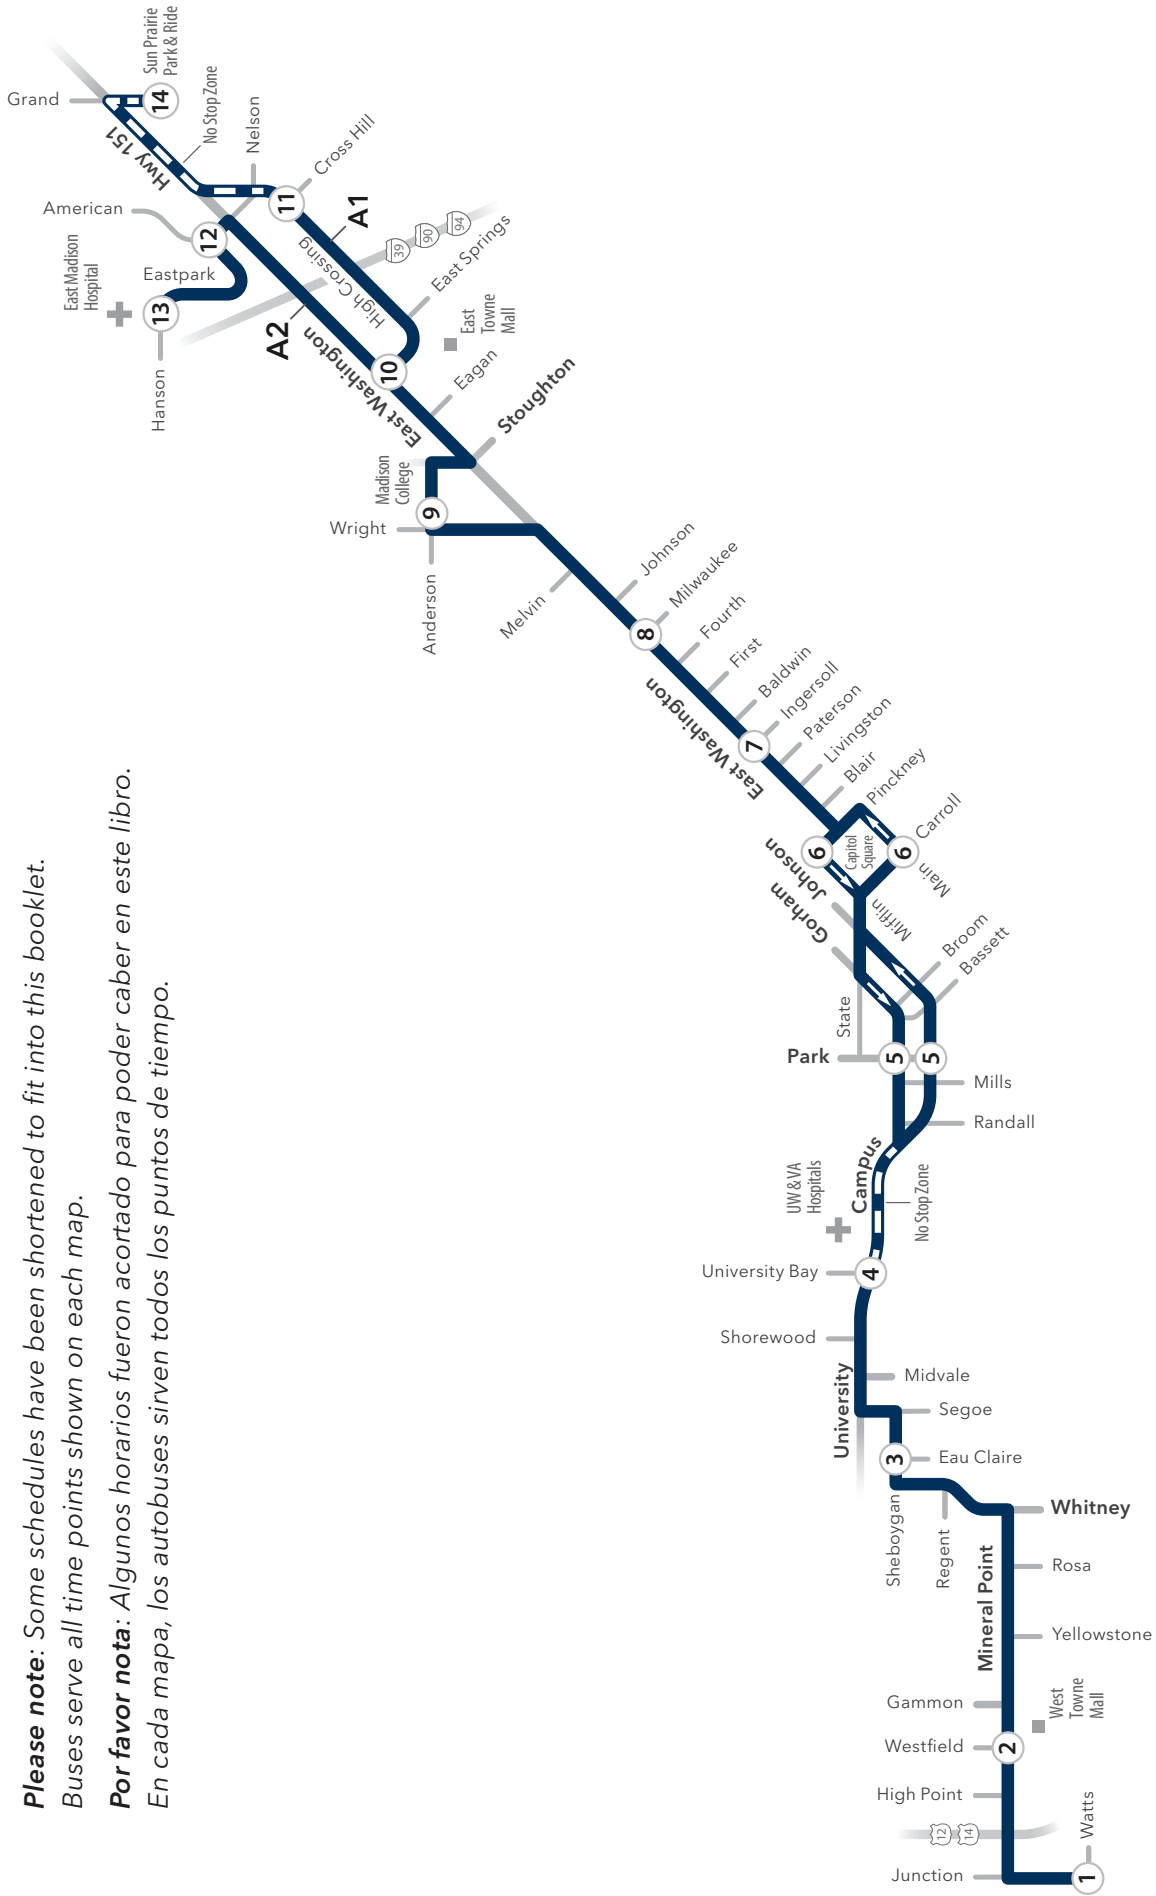 Please note: Some schedules have been shortened to fit into this booklet.
Buses serve all time points shown on each map.
Por favor nota: Algunos horarios fueron acortado para poder caber en este libro.
En cada mapa, los autobuses sirven todos los puntos de tiempo.
Grand
Sun Prairie
Park & Ride
14
Hwy 151
No Stop Zone
Nelson
Cross Hill
11
American
12
East Madison
Hospital
Eastpark
13
Hanson
A1
High Crossing
39
90
94
East Springs
A2
East Washington
10
East
Towne
Mall
Eagan
Stoughton
Madison
College
9
Wright
Anderson
Melvin
Johnson
8
Milwaukee
Fourth
First
East Washington
Baldwin
Ingersoll
7
Paterson
Livingston
Blair
Pinckney
Carroll
6
Capitol
Square
6
Main
Johnson
Gorham
Mifflin
Broom
Bassett
State
Park
5
5
Mills
Randall
Campus
UW & VA
Hospitals
No Stop Zone
University Bay
4
Shorewood
University
Midvale
Segoe
3
Eau Claire
Sheboygan
Regent
Whitney
Mineral Point
Rosa
Yellowstone
Gammon
West
Towne
Mall
Westfield
2
High Point
12
14
Junction
Watts
1